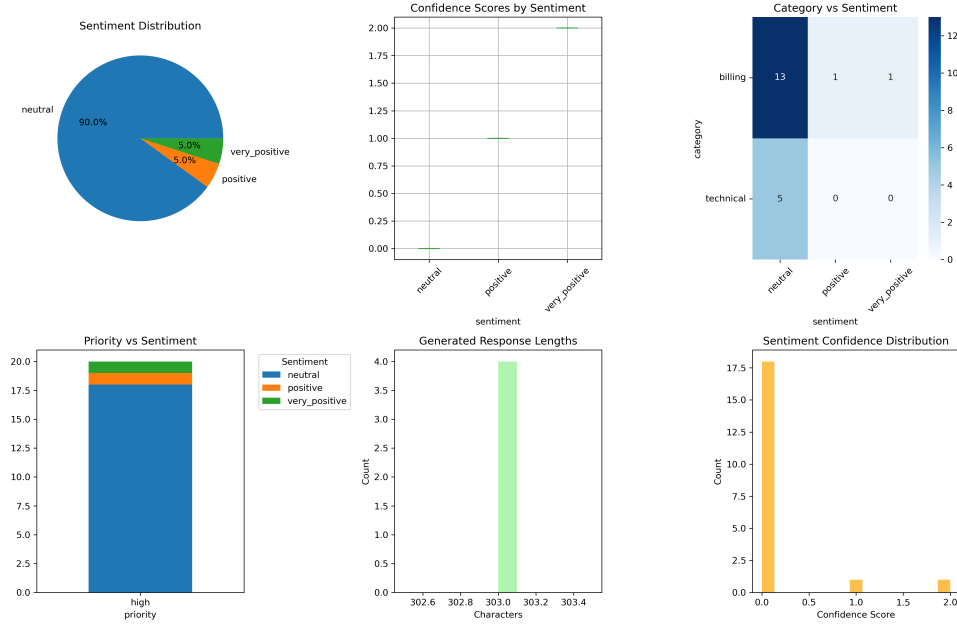 Sentiment Distribution
neutral
90.0%
5.0%
very_positive
5.0%
positive
Confidence Scores by Sentiment
2.00
1.75
1.50
1.25
1.00
0.75
0.50
0.25
0.00
neutral
positive
very_positive
sentiment
Category vs Sentiment
category
billing
13
1
1
technical
5
0
0
neutral
positive
very_positive
sentiment
12
10
8
6
4
2
0
Priority vs Sentiment
20.0
17.5
15.0
12.5
10.0
7.5
5.0
2.5
0.0
high
priority
Sentiment
neutral
positive
very_positive
Generated Response Lengths
Count
4.0
3.5
3.0
2.5
2.0
1.5
1.0
0.5
0.0
302.6
302.8
303.0
303.2
303.4
Characters
Sentiment Confidence Distribution
Count
17.5
15.0
12.5
10.0
7.5
5.0
2.5
0.0
0.0
0.5
1.0
1.5
2.0
Confidence Score